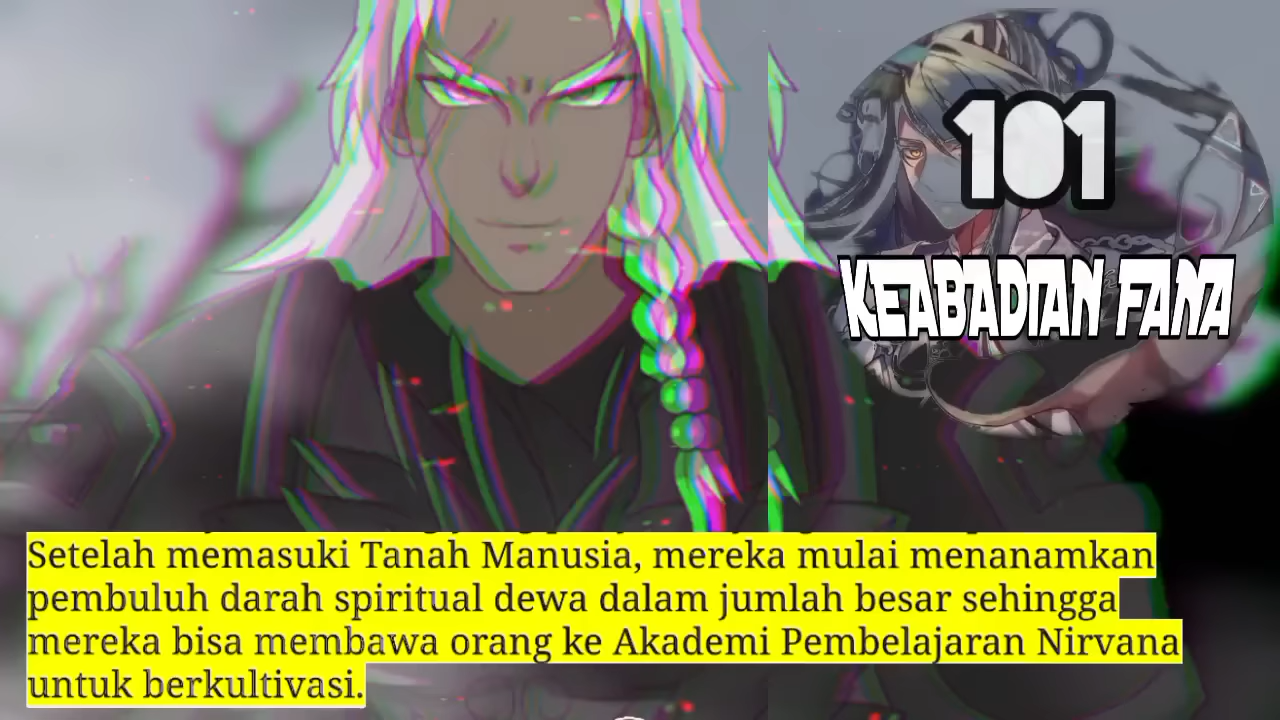 101
KEABADIAN FANA
Setelah memasuki Tanah Manusia, mereka mulai menanamkan
pembuluh darah spiritual dewa dalam jumlah besar sehingga
mereka bisa membawa orang ke Akademi Pembelajaran Nirvana
untuk berkultivasi.